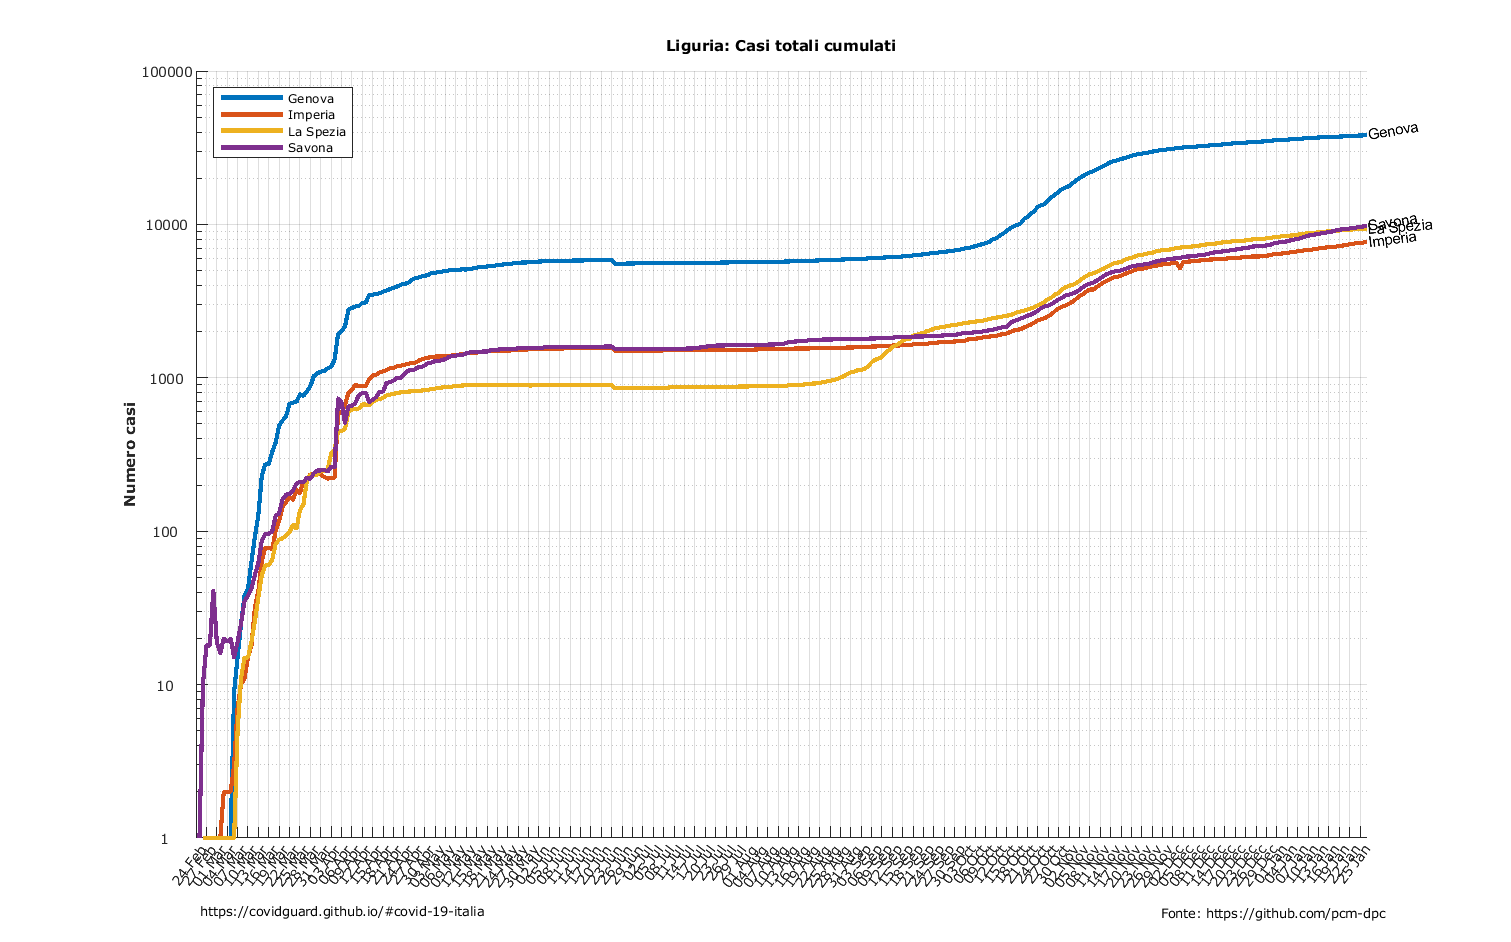 Liguria: Casi totali cumulati
Numero casi
100000
10000
1000
100
10
1
Genova
Imperia
La Spezia
Savona
Genova
Savona
La Spezia
Imperia
24 Feb
27 Feb
01 Mar
04 Mar
07 Mar
10 Mar
13 Mar
16 Mar
19 Mar
22 Mar
25 Mar
28 Mar
31 Mar
03 Apr
06 Apr
09 Apr
12 Apr
15 Apr
18 Apr
21 Apr
24 Apr
27 Apr
30 Apr
03 May
06 May
09 May
12 May
15 May
18 May
21 May
24 May
27 May
30 May
02 Jun
05 Jun
08 Jun
11 Jun
14 Jun
17 Jun
20 Jun
23 Jun
26 Jun
29 Jun
02 Jul
05 Jul
08 Jul
11 Jul
14 Jul
17 Jul
20 Jul
23 Jul
26 Jul
29 Jul
01 Aug
04 Aug
07 Aug
10 Aug
13 Aug
16 Aug
19 Aug
22 Aug
25 Aug
28 Aug
31 Aug
03 Sep
06 Sep
09 Sep
12 Sep
15 Sep
18 Sep
21 Sep
24 Sep
27 Sep
30 Sep
03 Oct
06 Oct
09 Oct
12 Oct
15 Oct
18 Oct
21 Oct
24 Oct
27 Oct
30 Oct
02 Nov
05 Nov
08 Nov
11 Nov
14 Nov
17 Nov
20 Nov
23 Nov
26 Nov
29 Nov
02 Dec
05 Dec
08 Dec
11 Dec
14 Dec
17 Dec
20 Dec
23 Dec
26 Dec
29 Dec
01 Jan
04 Jan
07 Jan
10 Jan
13 Jan
16 Jan
19 Jan
22 Jan
25 Jan
https://covidguard.github.io/#covid-19-italia
Fonte: https://github.com/pcm-dpc